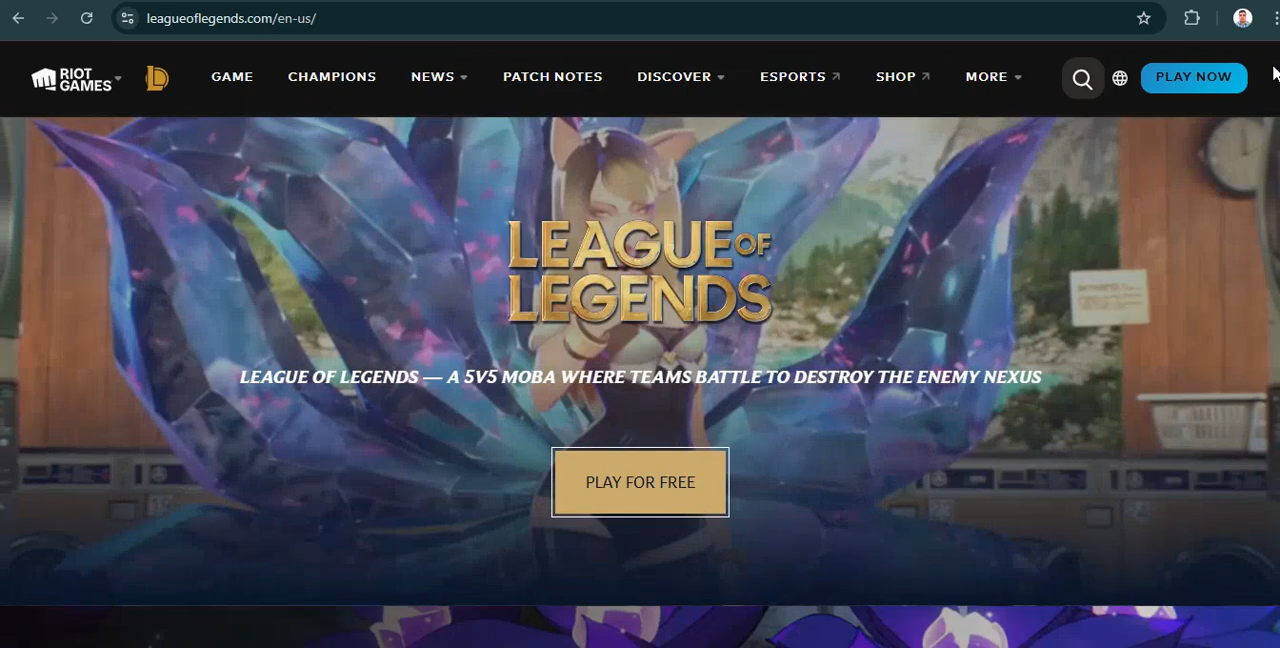 leagueoflegends.com/en-us/
RIOT GAMES GAME CHAMPIONS NEWS PATCH NOTES DISCOVER ESPORTS SHOP MORE PLAY NOW
LEAGUE OF
LEGENDS
LEAGUE OF LEGENDS — A 5V5 MOBA WHERE TEAMS BATTLE TO DESTROY THE ENEMY NEXUS
PLAY FOR FREE